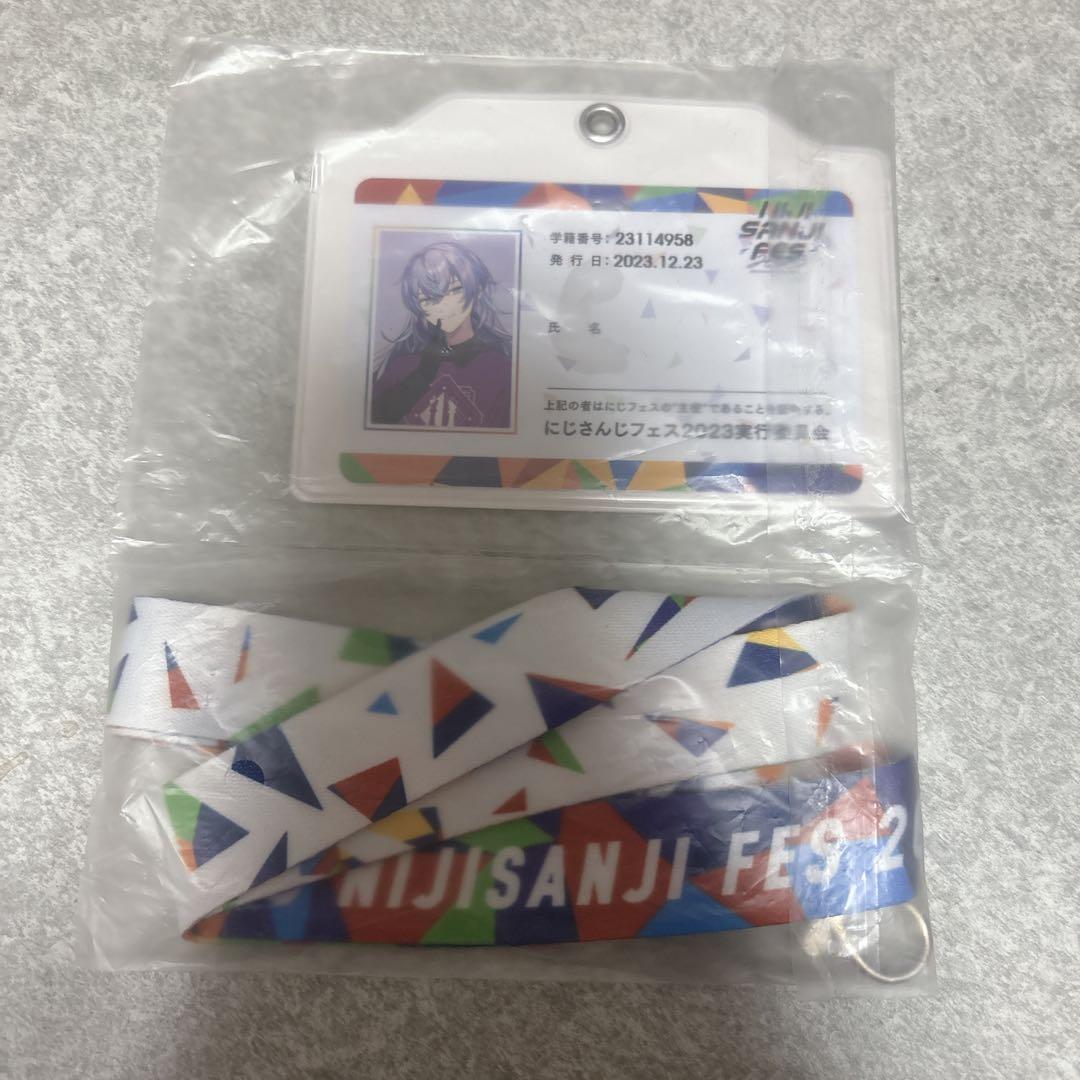 NIJI
SANJI
FES
学籍番号：23114958
発行日：2023.12.23
氏　名
上記の者はにじフェスの"主役"であることを証明する。
にじさんじフェス2023実行委員会
NIJISANJI FES 2